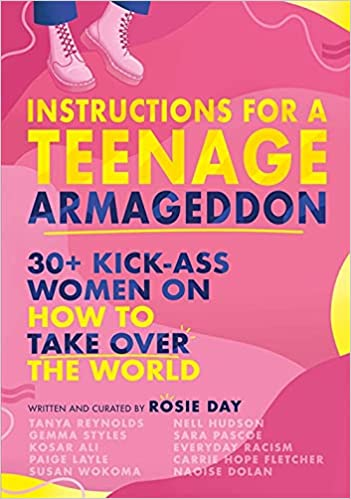 INSTRUCTIONS FOR A
TEENAGE
ARMAGEDDON
30+ KICK-ASS
WOMEN ON
HOW TO
TAKE OVER
THE WORLD
WRITTEN AND CURATED BY ROSIE DAY
TANYA REYNOLDS
GEMMA STYLES
KOSAR ALI
PAIGE LAYLE
SUSAN WOKOMA
NELL HUDSON
SARA PASCOE
EVERYDAY RACISM
CARRIE HOPE FLETCHER
NAOISE DOLAN